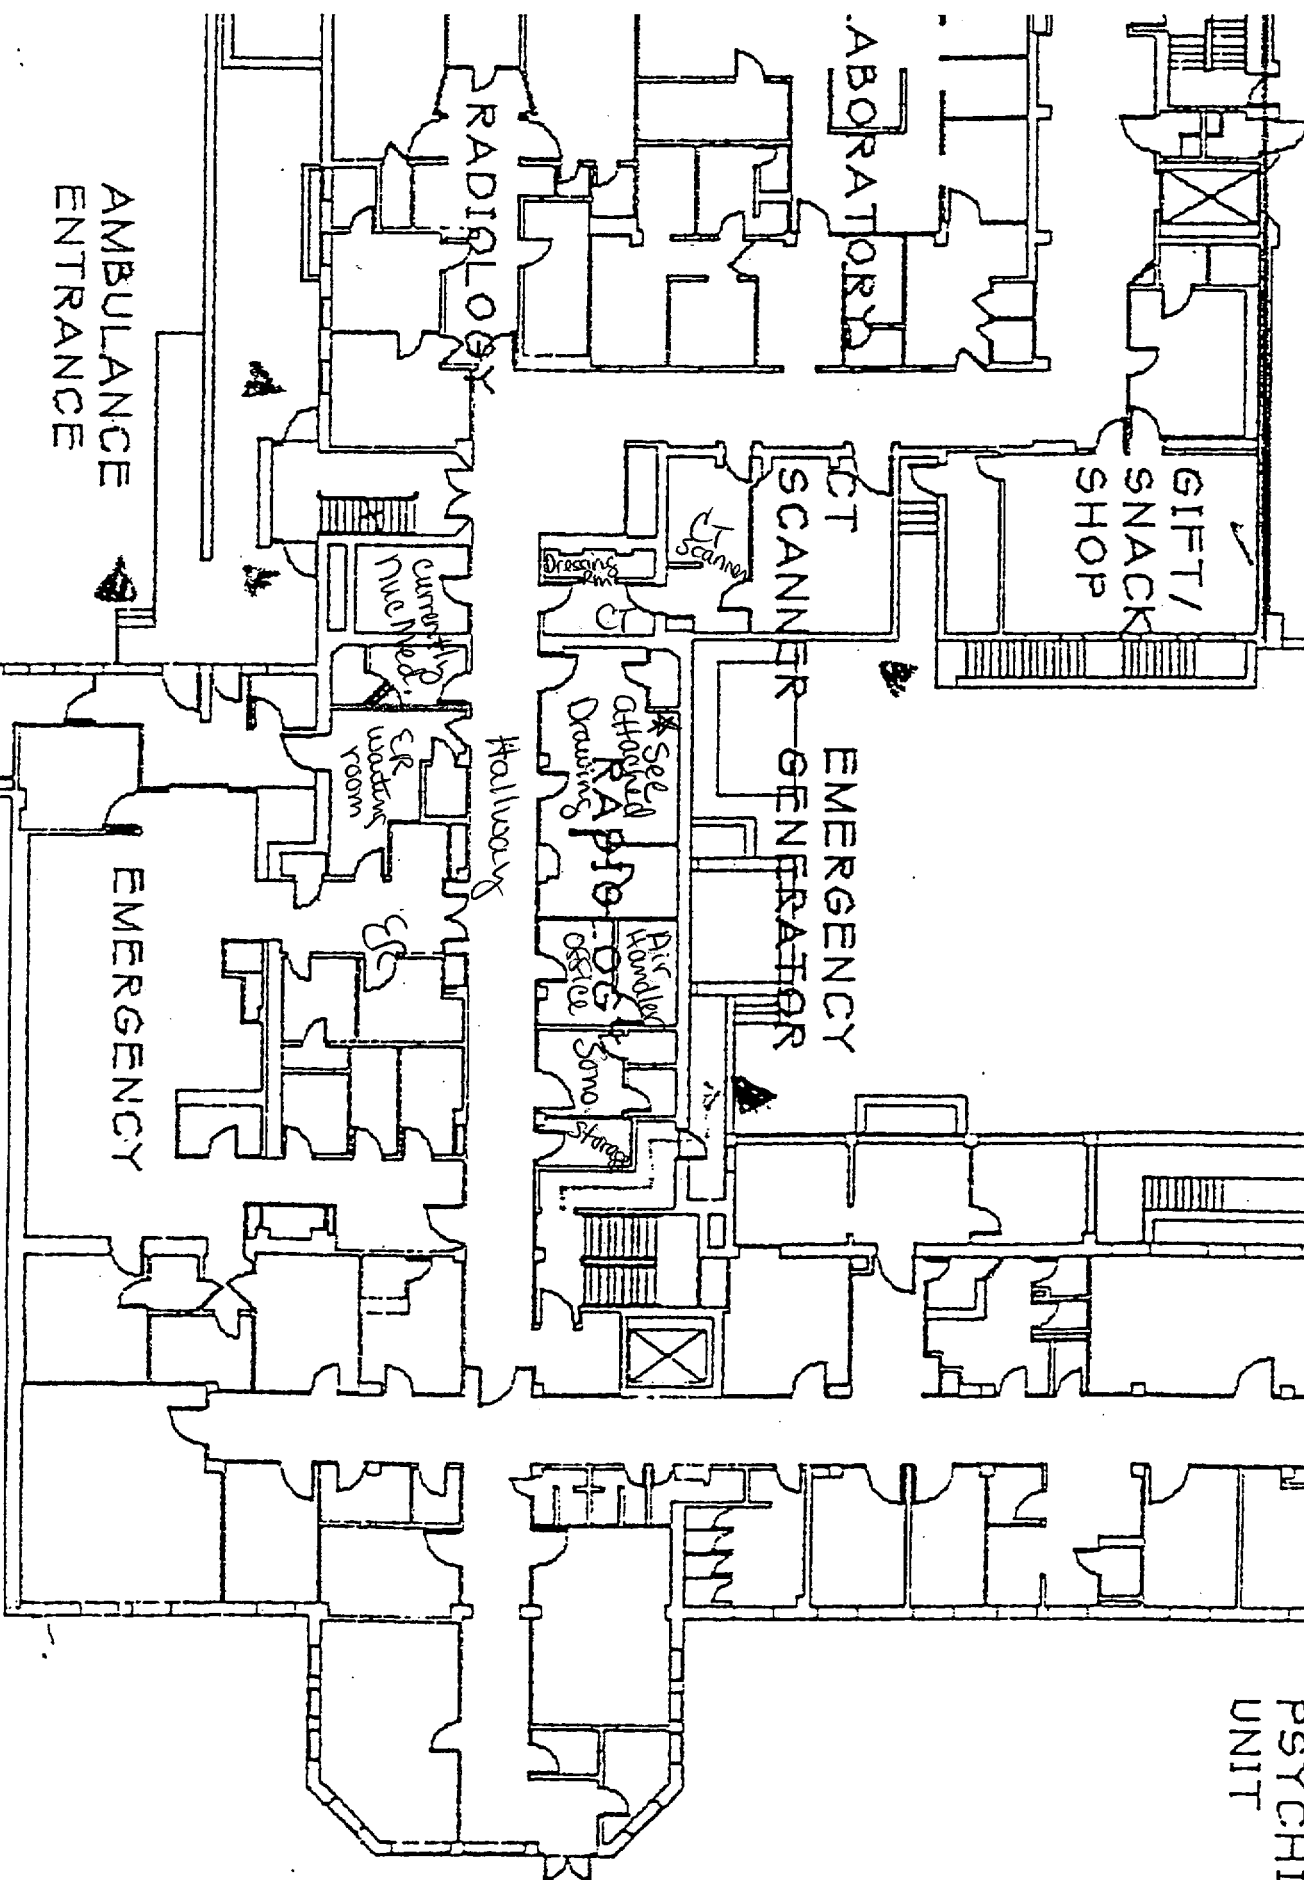 .ABORATORY
RADIOLOGY
AMBULANCE
ENTRANCE
GIFT/
SNACK
SHOP
CT
SCANNER
CT
Scanner
Dressing
Rm
CT
Currently
Nuc Med.
* See
attached
Drawing
ER
waiting
room
Hallway
RADIOLOGY
EMERGENCY
GENERATOR
EMERGENCY
ER
Air
Handler
Office
Sono.
Storage
PSYCHI
UNIT